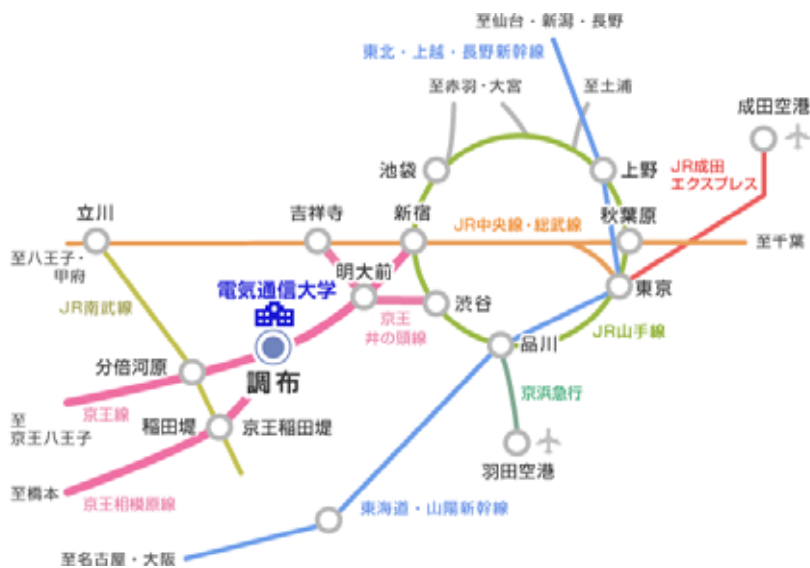 至仙台・新潟・長野
東北・上越・長野新幹線
至赤羽・大宮
至土浦
成田空港
池袋
上野
JR成田
エクスプレス
立川
吉祥寺
新宿
JR中央線・総武線
秋葉原
至千葉
至八王子・
甲府
明大前
電気通信大学
東京
JR南武線
渋谷
京王
井の頭線
JR山手線
品川
分倍河原
調布
京浜急行
京王線
至
京王八王子
稲田堤
京王稲田堤
羽田空港
至橋本
京王相模原線
東海道・山陽新幹線
至名古屋・大阪